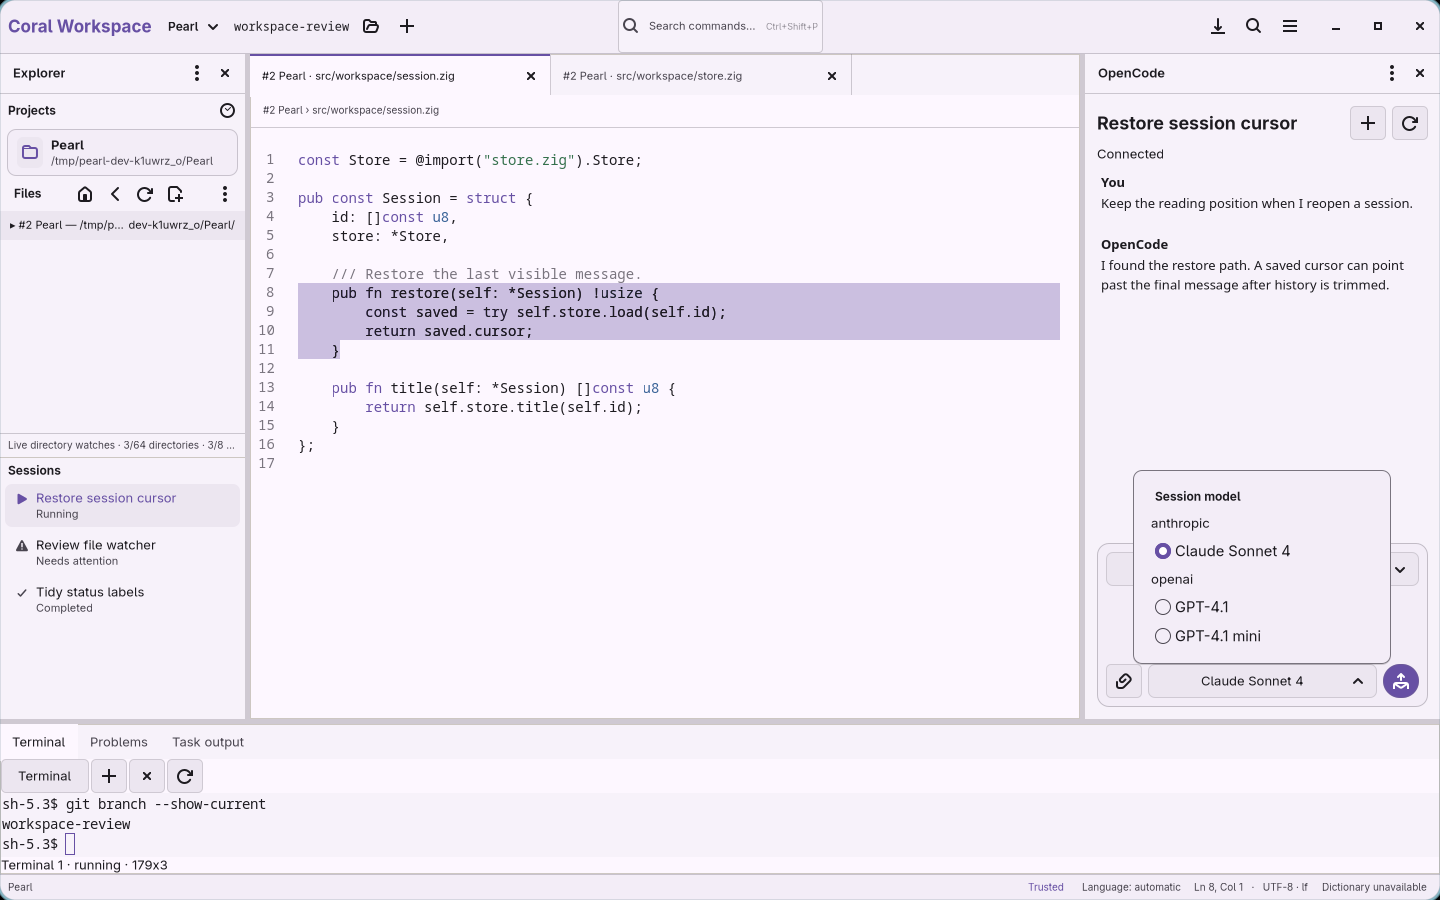 Coral Workspace Pearl workspace-review Search commands... Ctrl+Shift+P
Explorer
Projects
Pearl
/tmp/pearl-dev-k1uwrz_o/Pearl
Files
▸ #2 Pearl — /tmp/p... dev-k1uwrz_o/Pearl/
Live directory watches · 3/64 directories · 3/8 ...
Sessions
Restore session cursor
Running
Review file watcher
Needs attention
Tidy status labels
Completed
#2 Pearl · src/workspace/session.zig
#2 Pearl · src/workspace/store.zig
#2 Pearl › src/workspace/session.zig
1 const Store = @import("store.zig").Store;
2
3 pub const Session = struct {
4     id: []const u8,
5     store: *Store,
6
7     /// Restore the last visible message.
8     pub fn restore(self: *Session) !usize {
9         const saved = try self.store.load(self.id);
10         return saved.cursor;
11     }
12
13     pub fn title(self: *Session) []const u8 {
14         return self.store.title(self.id);
15     }
16 };
17
OpenCode
Restore session cursor
Connected
You
Keep the reading position when I reopen a session.
OpenCode
I found the restore path. A saved cursor can point
past the final message after history is trimmed.
Session model
anthropic
Claude Sonnet 4
openai
GPT-4.1
GPT-4.1 mini
Claude Sonnet 4
Terminal Problems Task output
Terminal
sh-5.3$ git branch --show-current
workspace-review
sh-5.3$
Terminal 1 · running · 179x3
Pearl Trusted Language: automatic Ln 8, Col 1 · UTF-8 · lf Dictionary unavailable